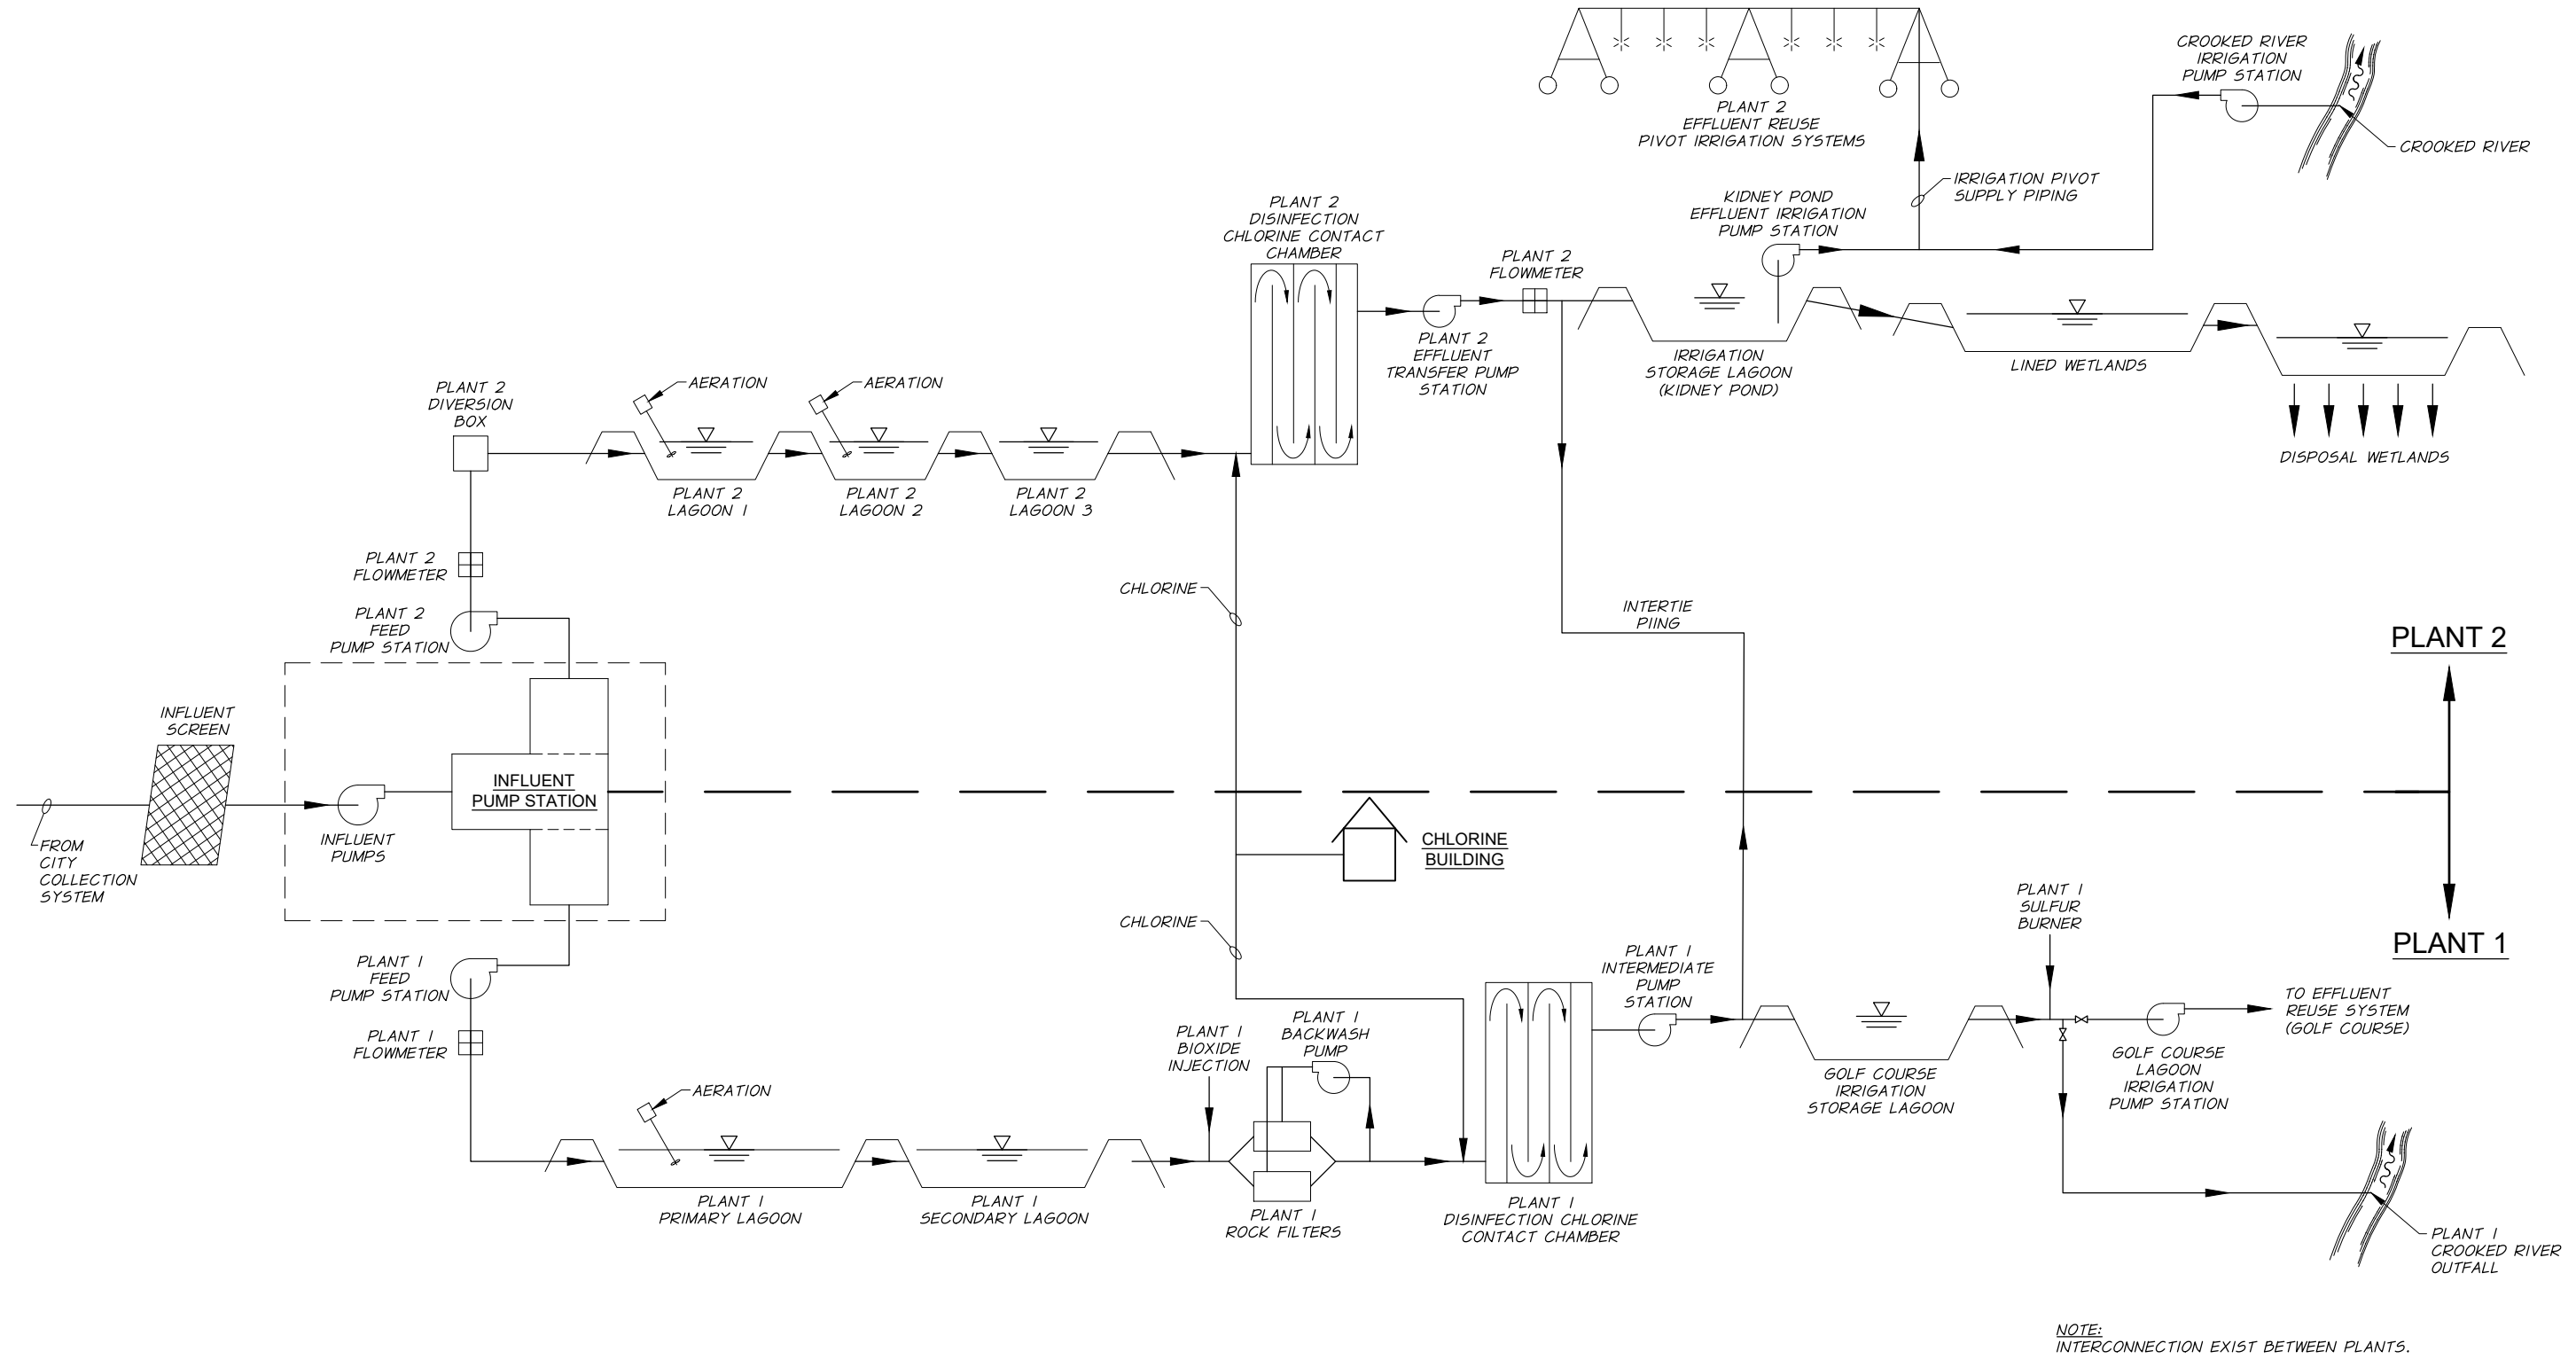 CROOKED RIVER
IRRIGATION
PUMP STATION
CROOKED RIVER
PLANT 2
EFFLUENT REUSE
PIVOT IRRIGATION SYSTEMS
IRRIGATION PIVOT
SUPPLY PIPING
KIDNEY POND
EFFLUENT IRRIGATION
PUMP STATION
PLANT 2
DISINFECTION
CHLORINE CONTACT
CHAMBER
PLANT 2
FLOWMETER
PLANT 2
EFFLUENT
TRANSFER PUMP
STATION
IRRIGATION
STORAGE LAGOON
(KIDNEY POND)
LINED WETLANDS
DISPOSAL WETLANDS
PLANT 2
DIVERSION
BOX
AERATION
AERATION
PLANT 2
LAGOON 1
PLANT 2
LAGOON 2
PLANT 2
LAGOON 3
PLANT 2
FLOWMETER
PLANT 2
FEED
PUMP STATION
CHLORINE
INTERTIE
PIING
PLANT 2
INFLUENT
SCREEN
INFLUENT
PUMP STATION
INFLUENT
PUMPS
FROM
CITY
COLLECTION
SYSTEM
CHLORINE
BUILDING
PLANT 1
SULFUR
BURNER
CHLORINE
PLANT 1
PLANT 1
FEED
PUMP STATION
PLANT 1
INTERMEDIATE
PUMP
STATION
TO EFFLUENT
REUSE SYSTEM
(GOLF COURSE)
PLANT 1
FLOWMETER
PLANT 1
BIOXIDE
INJECTION
PLANT 1
BACKWASH
PUMP
GOLF COURSE
LAGOON
IRRIGATION
PUMP STATION
GOLF COURSE
IRRIGATION
STORAGE LAGOON
AERATION
PLANT 1
PRIMARY LAGOON
PLANT 1
SECONDARY LAGOON
PLANT 1
ROCK FILTERS
PLANT 1
DISINFECTION CHLORINE
CONTACT CHAMBER
PLANT 1
CROOKED RIVER
OUTFALL
NOTE:
INTERCONNECTION EXIST BETWEEN PLANTS.